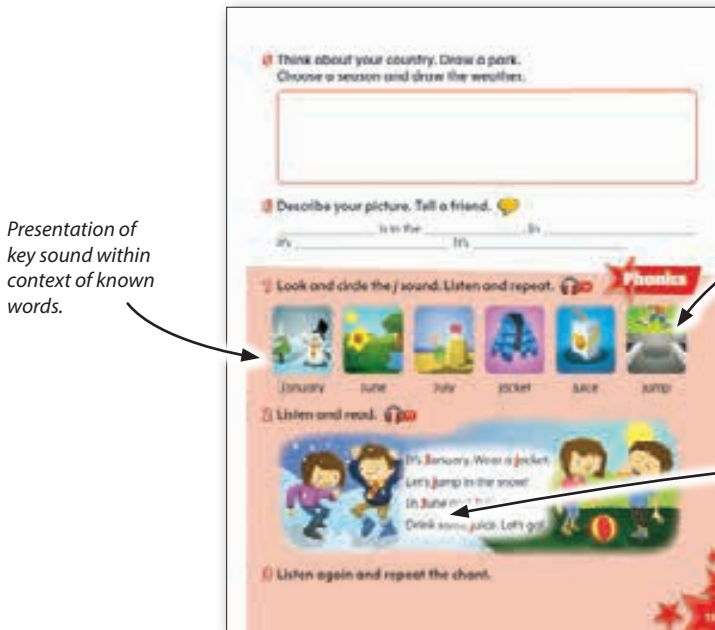 Think about your country. Draw a park.
Choose a season and draw the weather.
Describe your picture. Tell a friend.
is in the
. In
It's
. It's
Presentation of
key sound within
context of known
words.
Phonics
Look and circle the j sound. Listen and repeat.
January June July jacket juice jump
Listen and read.
It's January. Wear a jacket.
Let's jump in the snow!
In June
Drink some juice. Let's go!
Listen again and repeat the chant.